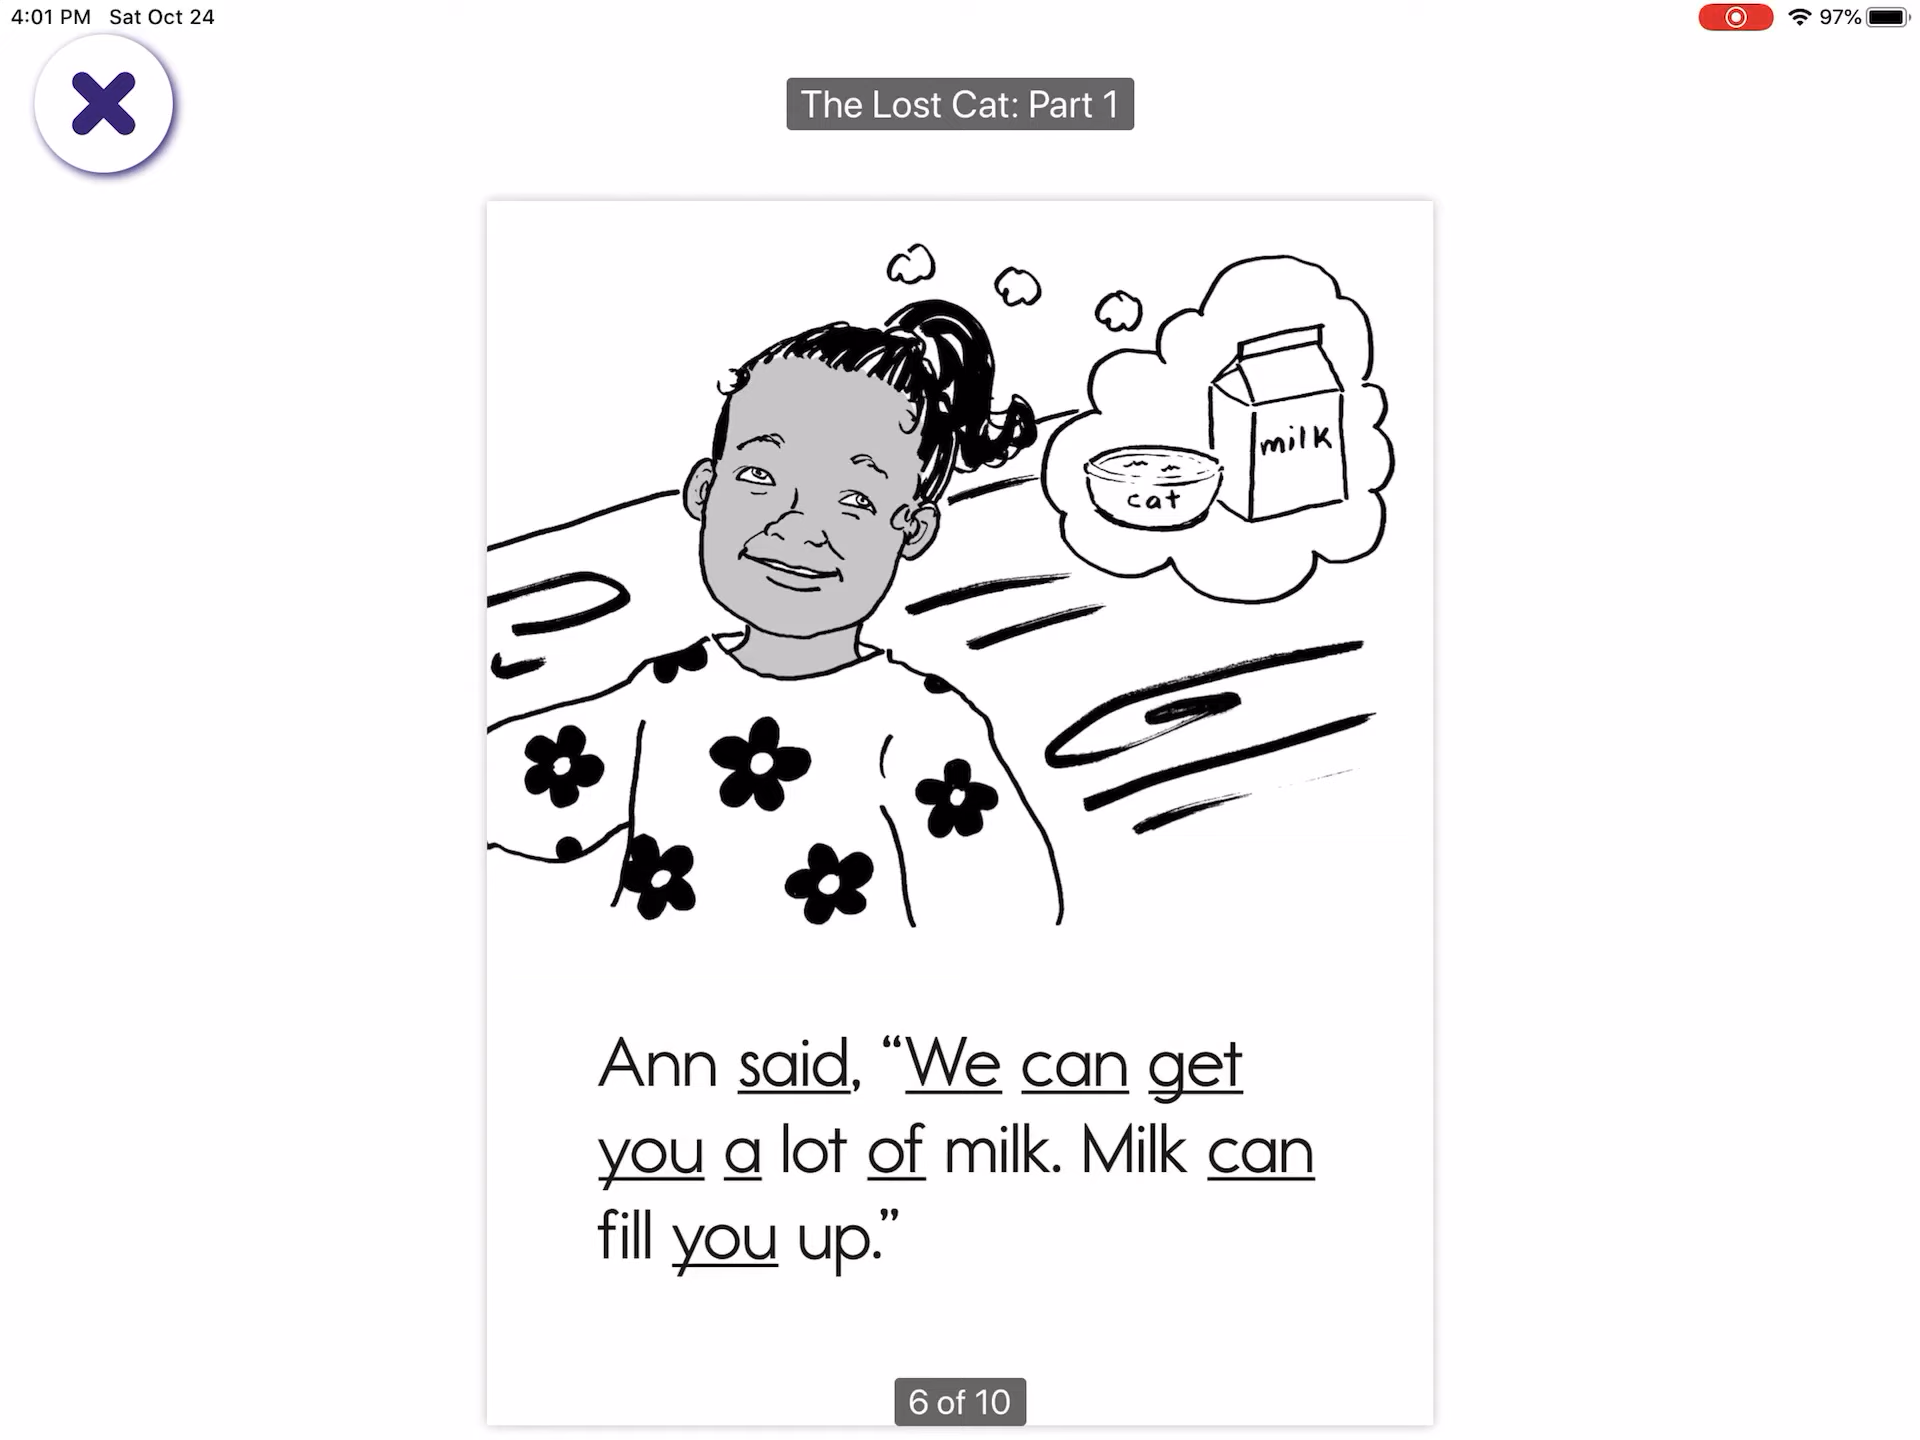 4:01 PM Sat Oct 24
97%
The Lost Cat: Part 1
milk
cat
Ann said, “We can get
you a lot of milk. Milk can
fill you up.”
6 of 10